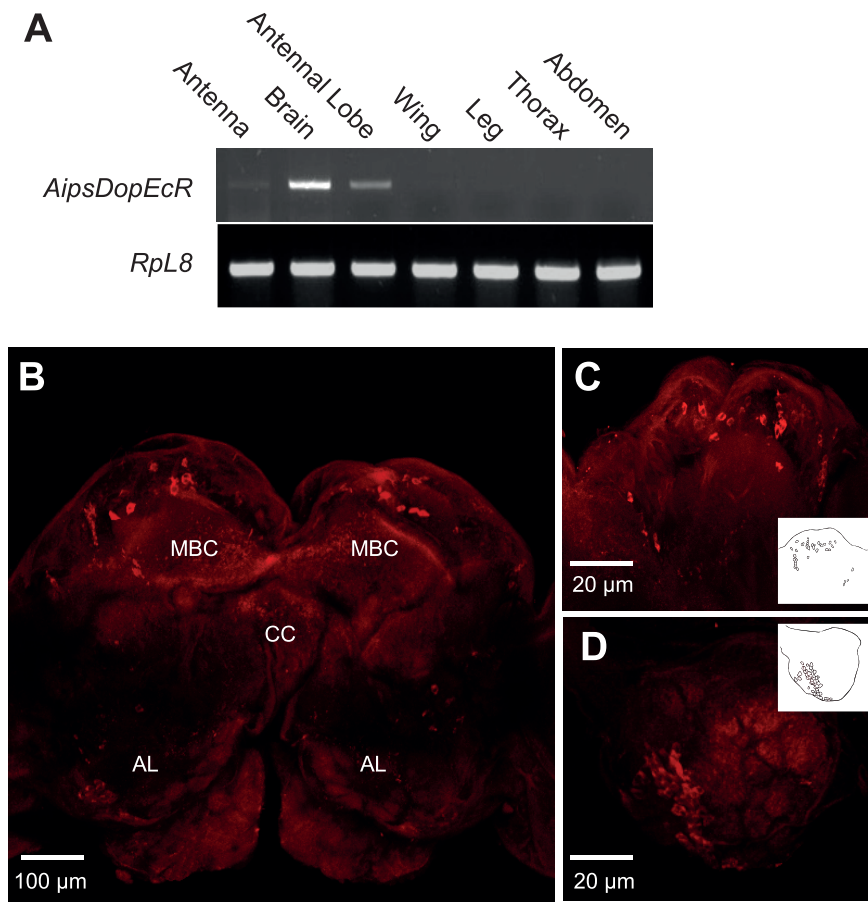 A
Antenna
Brain
Antennal Lobe
Wing
Leg
Thorax
Abdomen
AipsDopEcR
RpL8
B
MBC
MBC
CC
AL
AL
100 µm
C
20 µm
D
20 µm